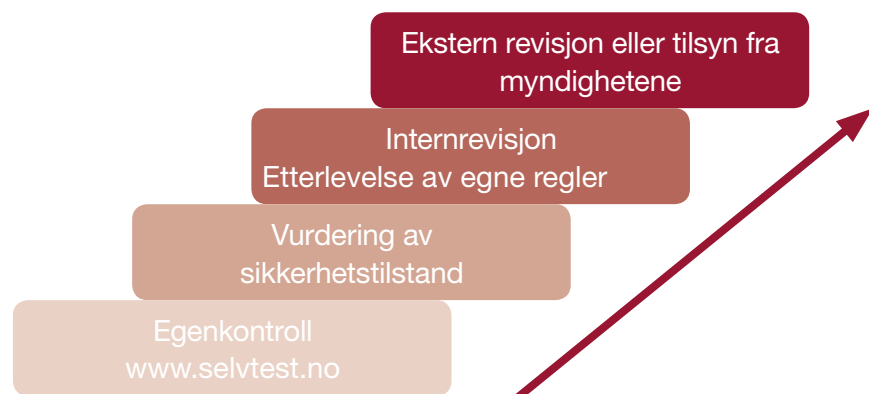 Ekstern revisjon eller tilsyn fra
myndighetene
Internrevisjon
Etterlevelse av egne regler
Vurdering av
sikkerhetstilstand
Egenkontroll
www.selvtest.no